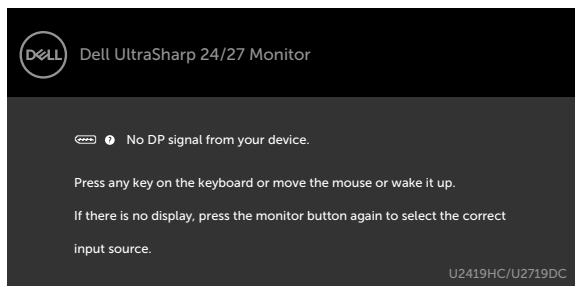 DELL Dell UltraSharp 24/27 Monitor
No DP signal from your device.
Press any key on the keyboard or move the mouse or wake it up.
If there is no display, press the monitor button again to select the correct
input source.
U2419HC/U2719DC